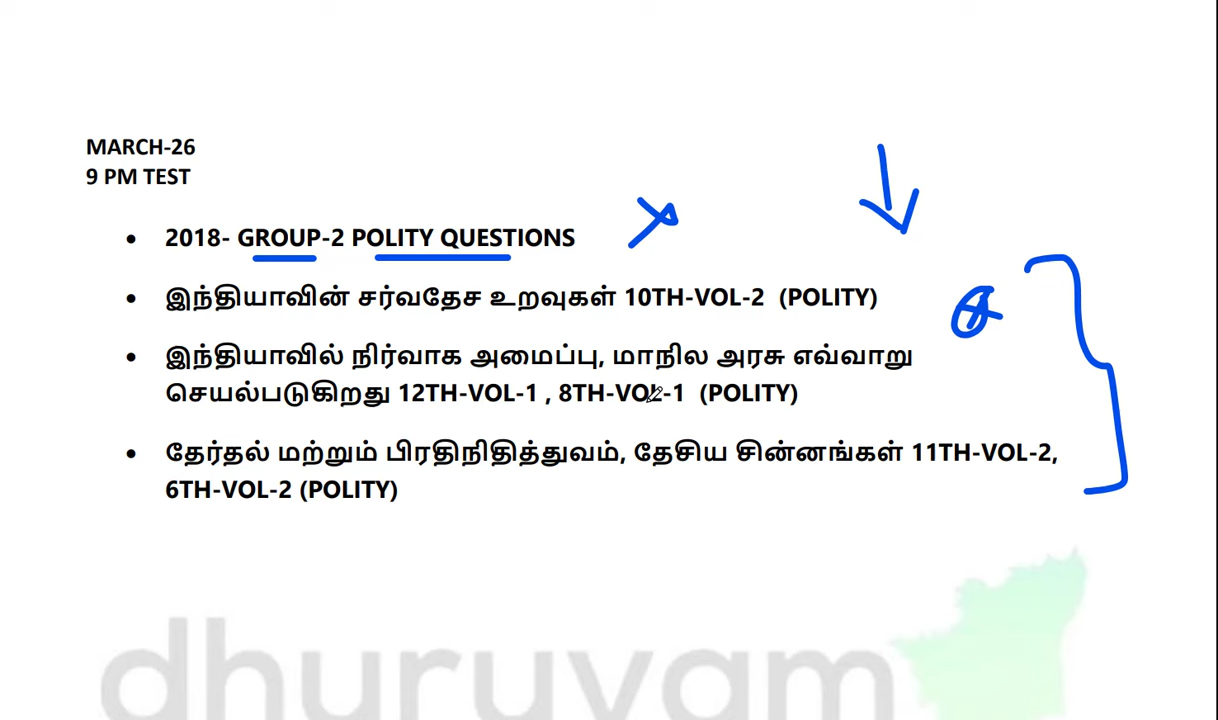 MARCH-26
9 PM TEST
• 2018- GROUP-2 POLITY QUESTIONS
• இந்தியாவின் சர்வதேச உறவுகள் 10TH-VOL-2 (POLITY)
• இந்தியாவில் நிர்வாக அமைப்பு, மாநில அரசு எவ்வாறு
செயல்படுகிறது 12TH-VOL-1 , 8TH-VOL-1 (POLITY)
• தேர்தல் மற்றும் பிரதிநிதித்துவம், தேசிய சின்னங்கள் 11TH-VOL-2,
6TH-VOL-2 (POLITY)
dhuruvam